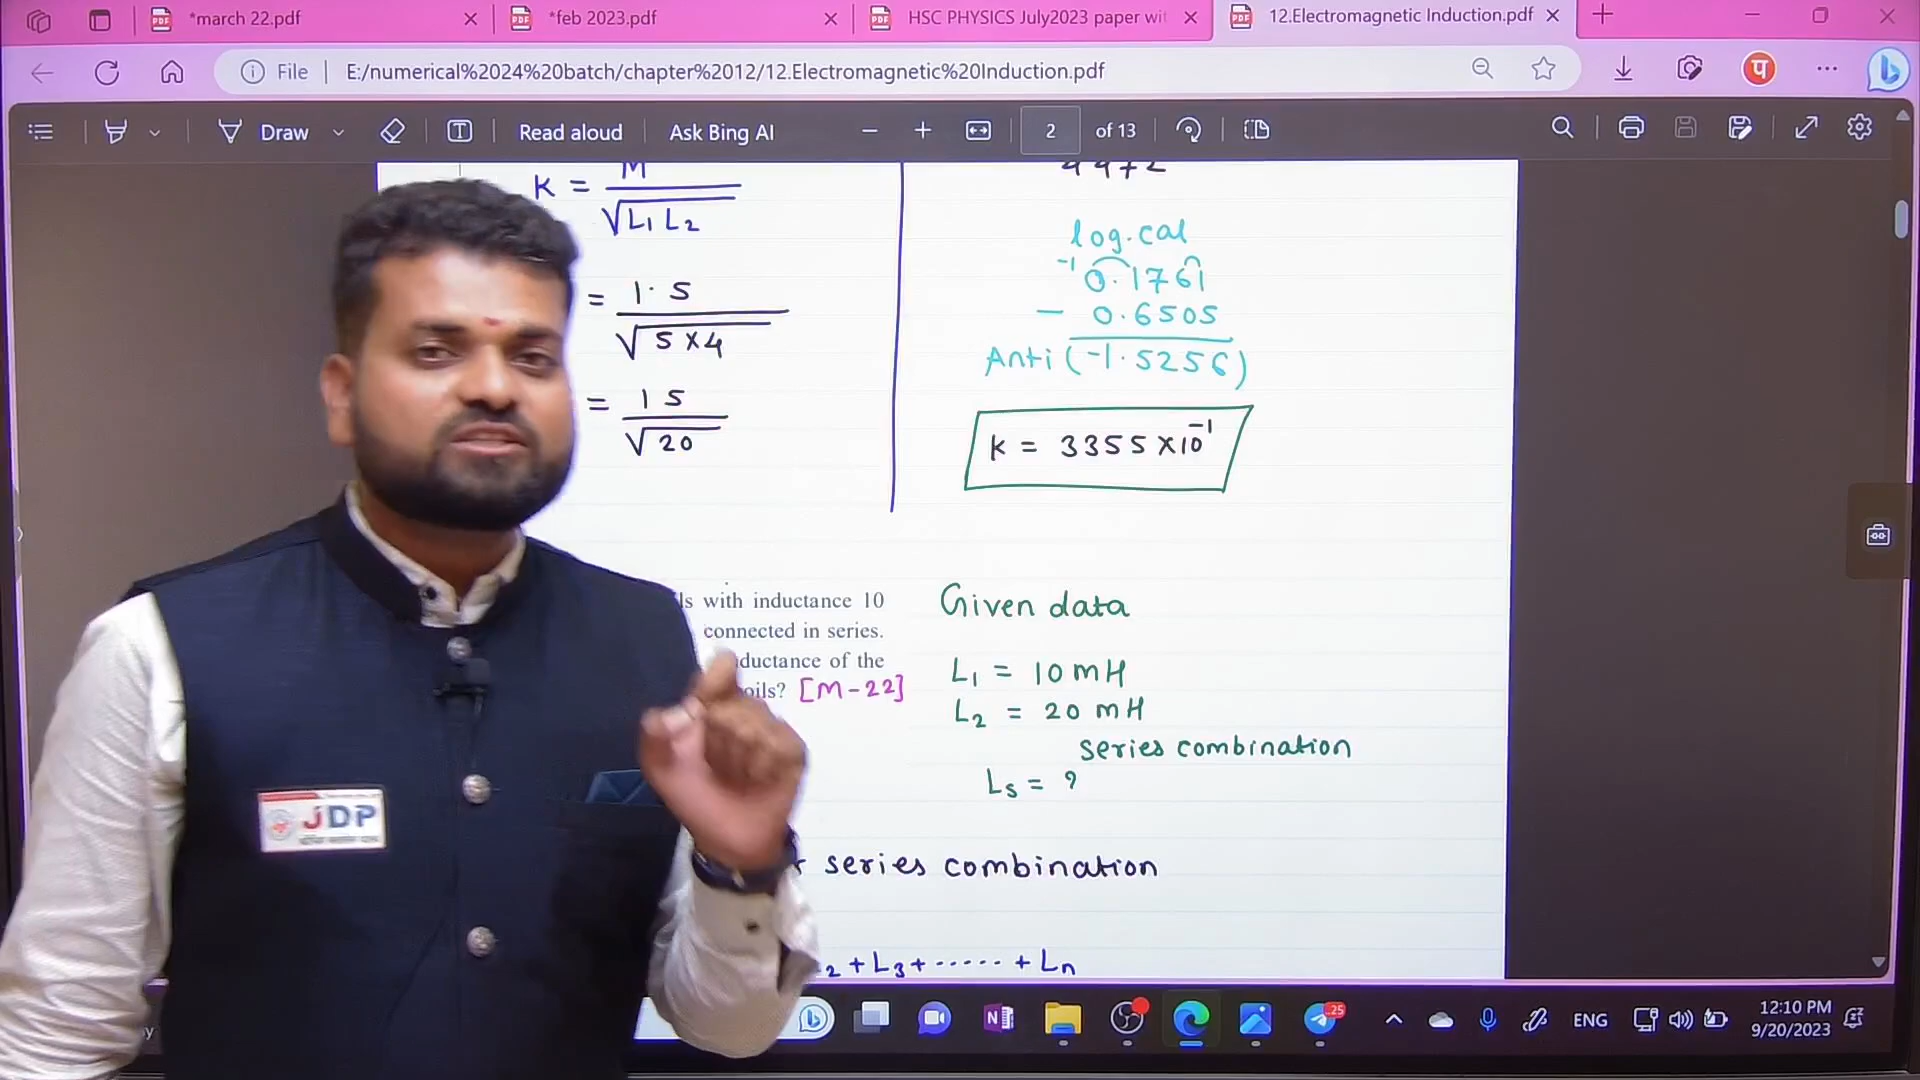 *march 22.pdf
*feb 2023.pdf
HSC PHYSICS July2023 paper wit
12.Electromagnetic Induction.pdf
File
E:/numerical%2024%20batch/chapter%2012/12.Electromagnetic%20Induction.pdf
प
Draw
Read aloud
Ask Bing AI
2
of 13
K = M
√L1 L2
= 1.5
√5×4
= 15
√20
log.cal
-1
0.1761
- 0.6505
Anti (-1.5256)
K = 3355 ×10⁻¹
with inductance 10
connected in series.
ductance of the
oils? [M-22]
Given data
L1 = 10 mH
L2 = 20 mH
series combination
Ls = ?
series combination
2 + L3 + ...... + Ln
JDP
25
ENG
12:10 PM
9/20/2023